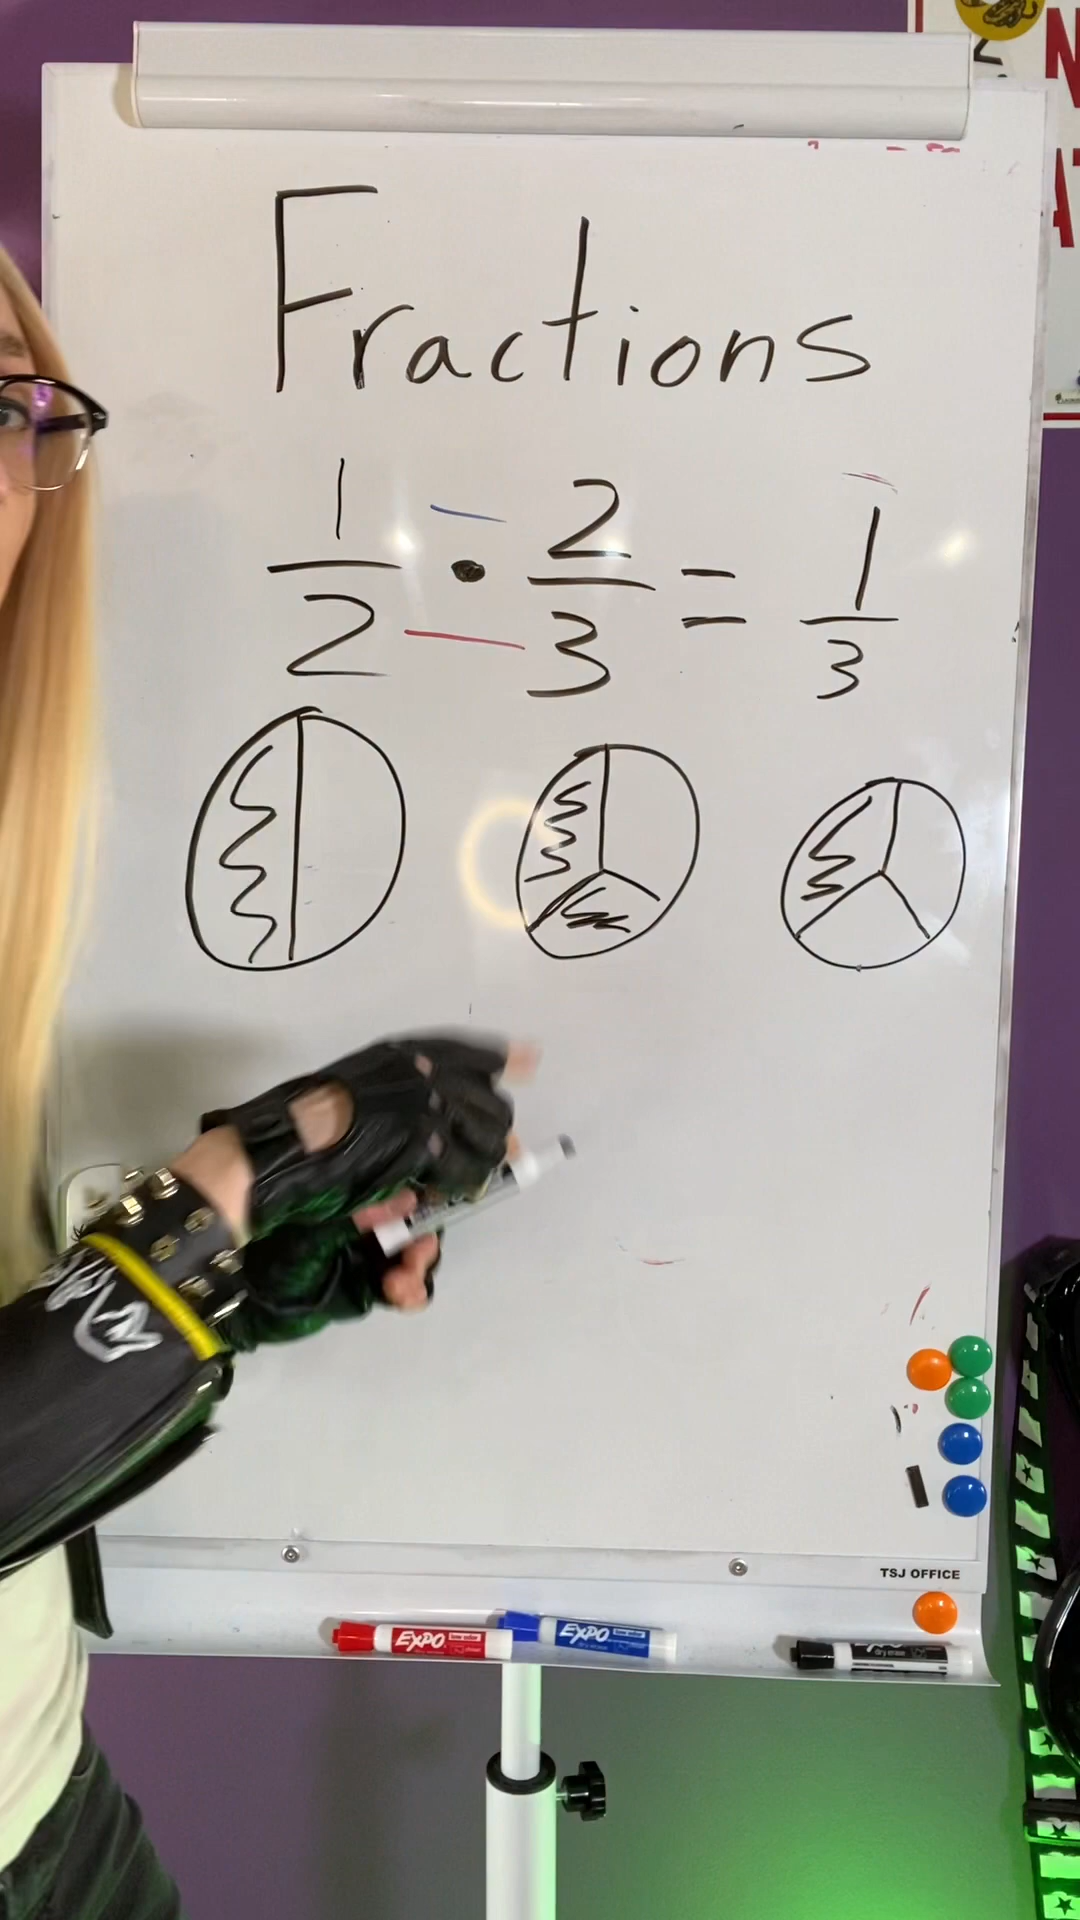 Fractions
1/2 • 2/3 = 1/3
N
TSJ OFFICE
EXPO
EXPO
dry erase